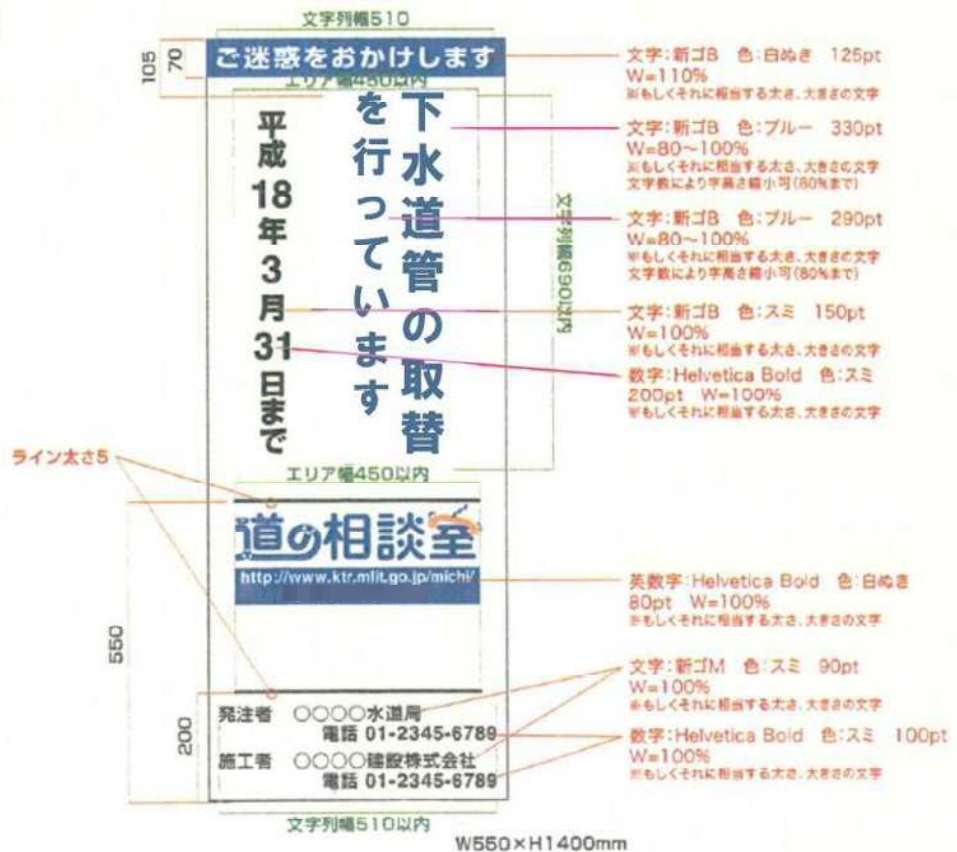 文字列幅510
105
70
ご迷惑をおかけします
エリア幅450以内
下水道管の取替
を行っています
平成18年3月31日まで
文字列幅690以内
エリア幅450以内
ライン太さ5
道の相談室
http://www.ktr.mlit.go.jp/michi/
550
200
発注者 ○○○○水道局
電話 01-2345-6789
施工者 ○○○○建設株式会社
電話 01-2345-6789
文字列幅510以内
W550×H1400mm
文字:新ゴB 色:白ぬき 125pt
W=110%
※もしくそれに相当する太さ、大きさの文字
文字:新ゴB 色:ブルー 330pt
W=80〜100%
※もしくそれに相当する太さ、大きさの文字
文字数により字高さ縮小可(80%まで)
文字:新ゴB 色:ブルー 290pt
W=80〜100%
※もしくそれに相当する太さ、大きさの文字
文字数により字高さ縮小可(80%まで)
文字:新ゴB 色:スミ 150pt
W=100%
※もしくそれに相当する太さ、大きさの文字
数字:Helvetica Bold 色:スミ
200pt W=100%
※もしくそれに相当する太さ、大きさの文字
英数字:Helvetica Bold 色:白ぬき
80pt W=100%
※もしくそれに相当する太さ、大きさの文字
文字:新ゴM 色:スミ 90pt
W=100%
※もしくそれに相当する太さ、大きさの文字
数字:Helvetica Bold 色:スミ 100pt
W=100%
※もしくそれに相当する太さ、大きさの文字